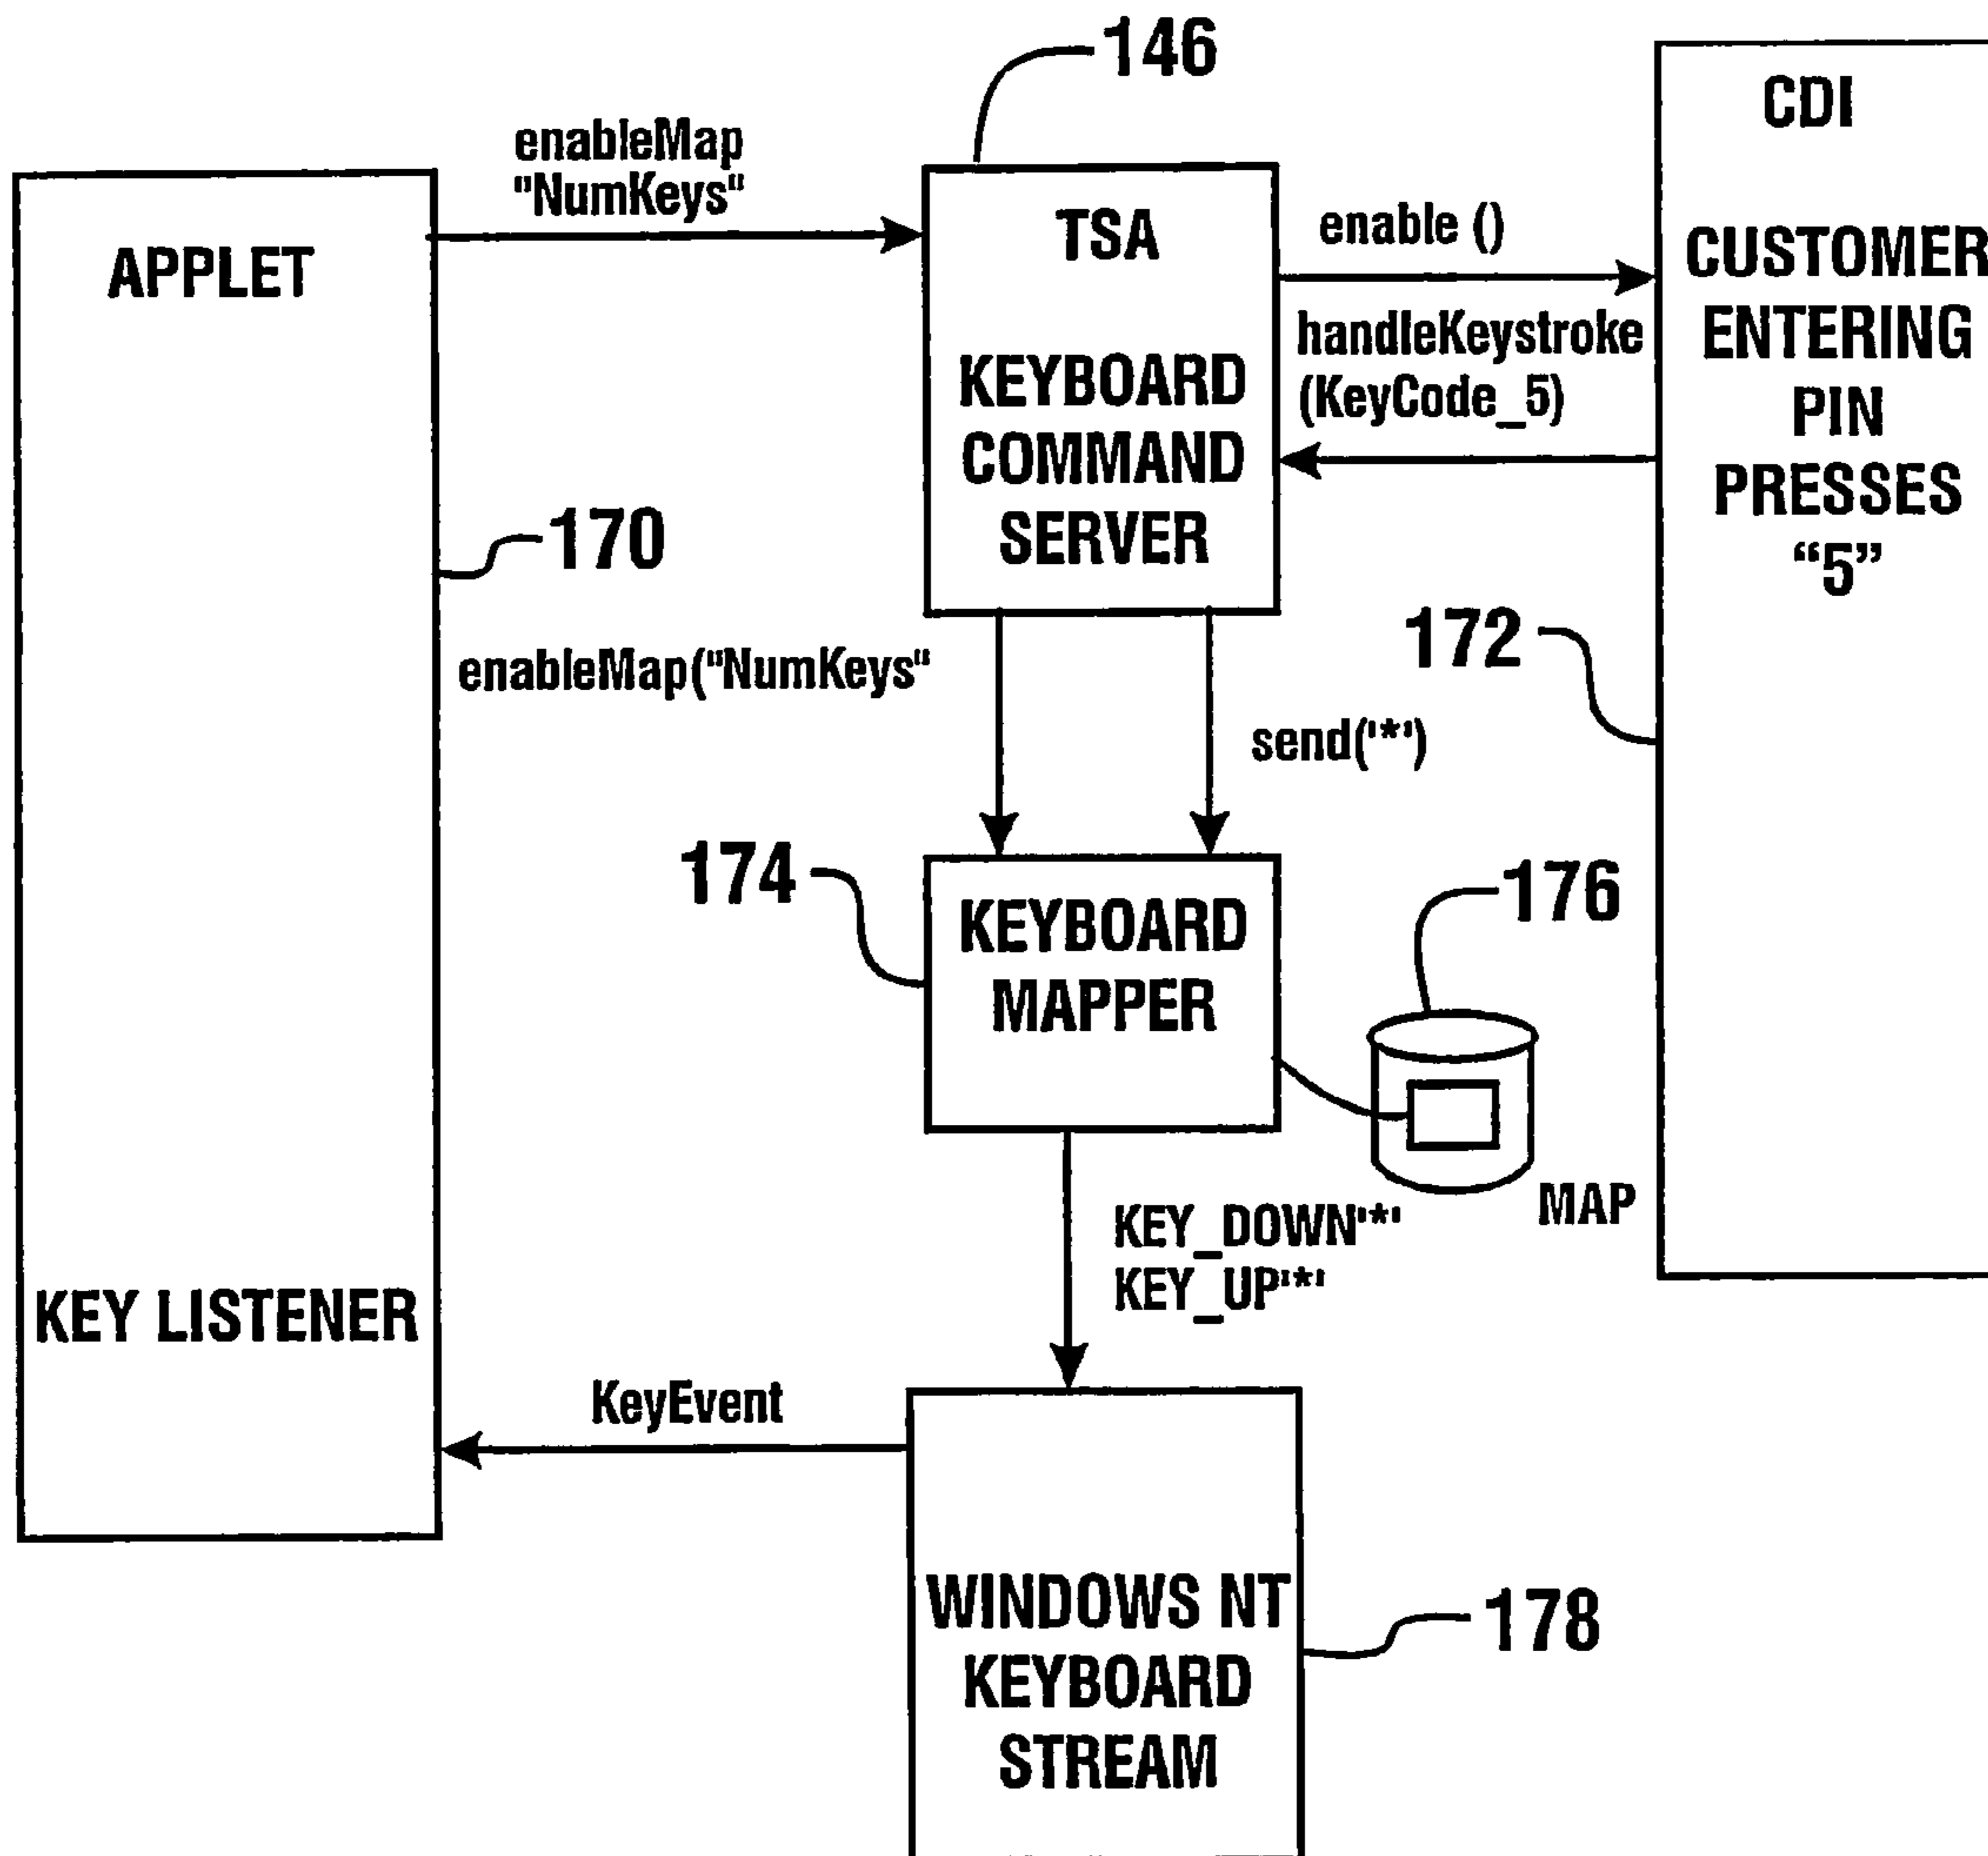 146
CDI
enableMap
"NumKeys"
APPLET
TSA
enable ()
CUSTOMER
ENTERING
PIN
PRESSES
“5”
handleKeystroke
(KeyCode_5)
KEYBOARD
COMMAND
SERVER
170
172
enableMap("NumKeys"
send('*')
174
KEYBOARD
MAPPER
176
MAP
KEY_DOWN'*'
KEY_UP'*'
KEY LISTENER
KeyEvent
WINDOWS NT
KEYBOARD
STREAM
178